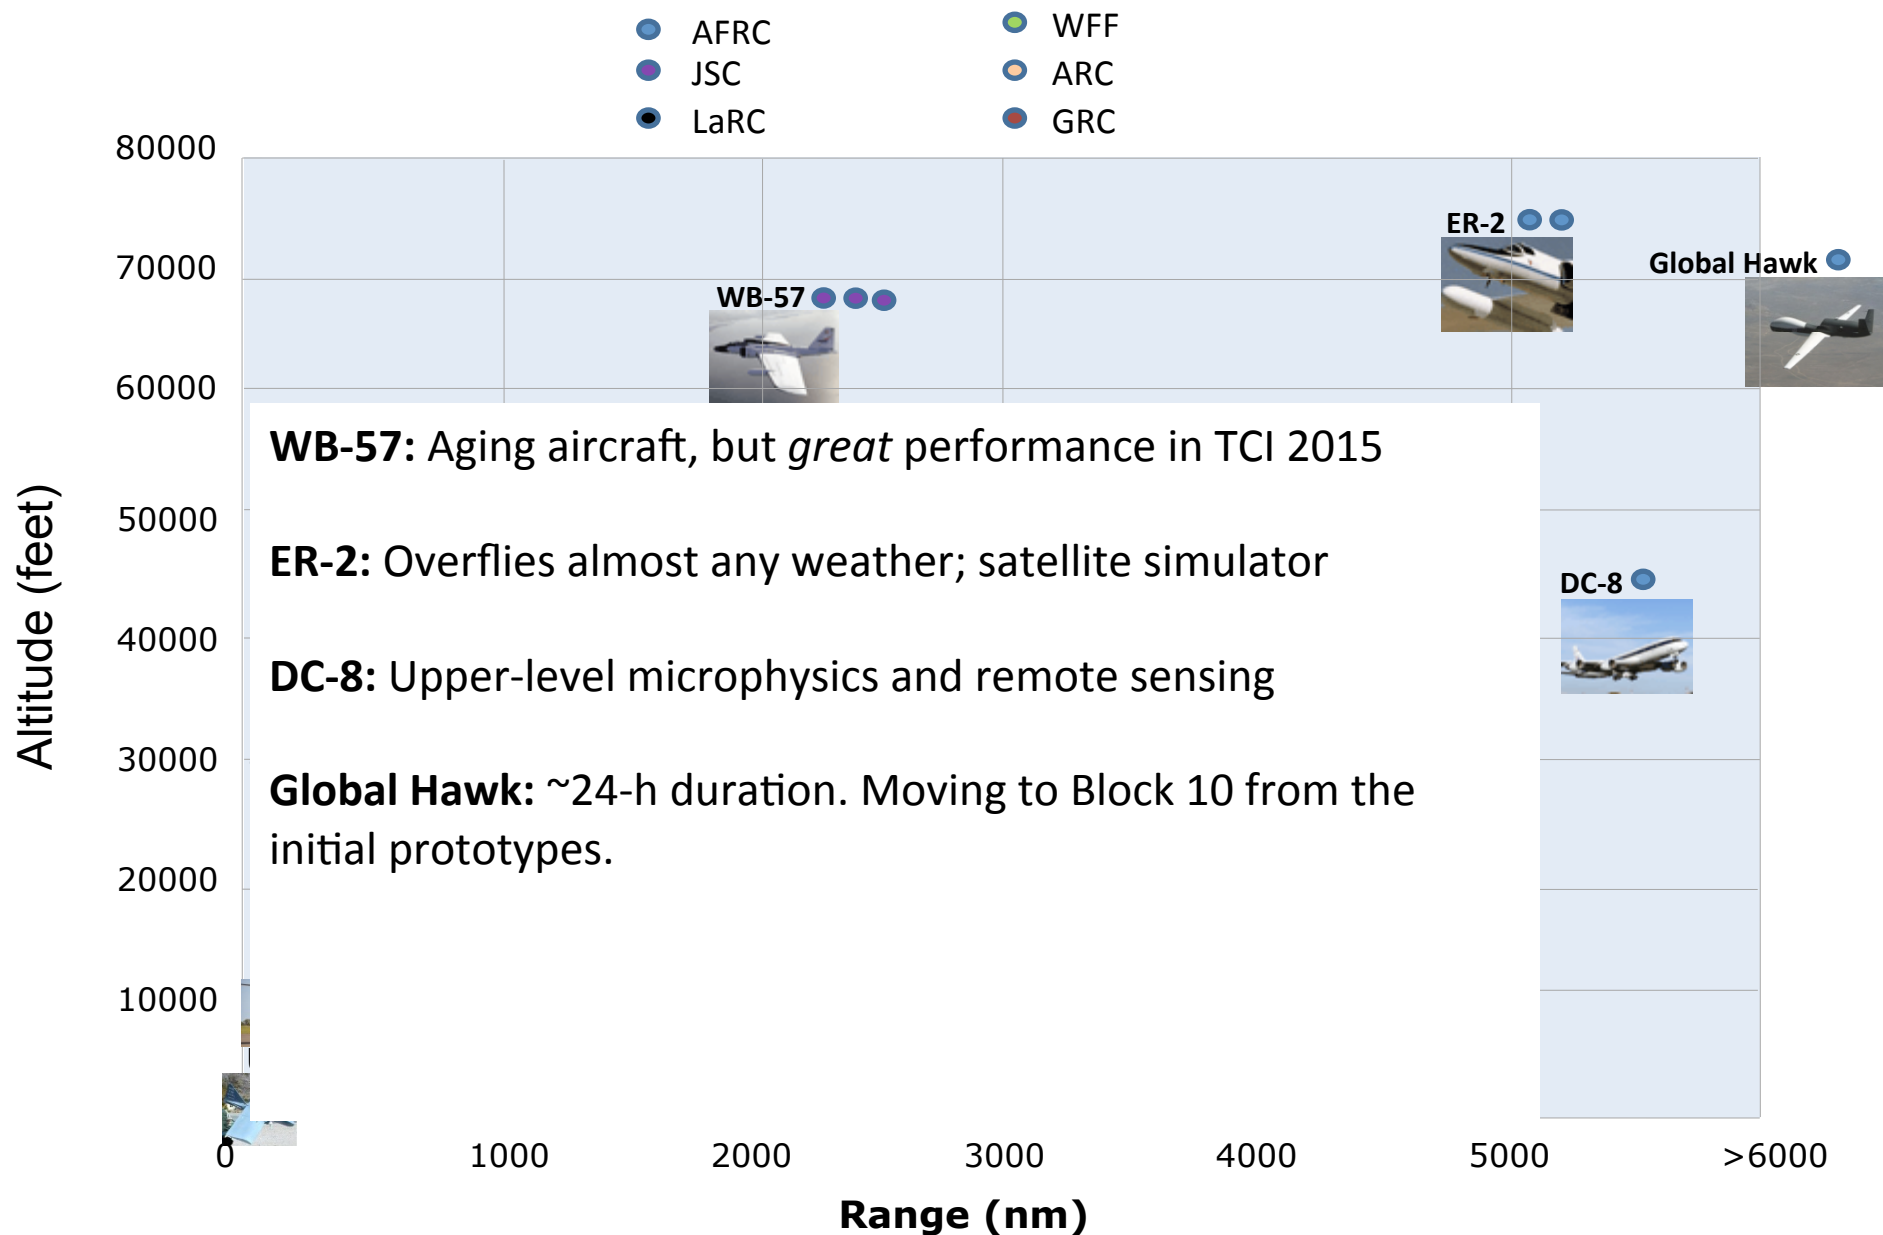 AFRC
JSC
LaRC
WFF
ARC
GRC
80000
70000
60000
50000
40000
30000
20000
10000
Altitude (feet)
ER-2
Global Hawk
WB-57
DC-8
WB-57: Aging aircraft, but great performance in TCI 2015
ER-2: Overflies almost any weather; satellite simulator
DC-8: Upper-level microphysics and remote sensing
Global Hawk: ~24-h duration. Moving to Block 10 from the
initial prototypes.
0
1000
2000
3000
4000
5000
>6000
Range (nm)